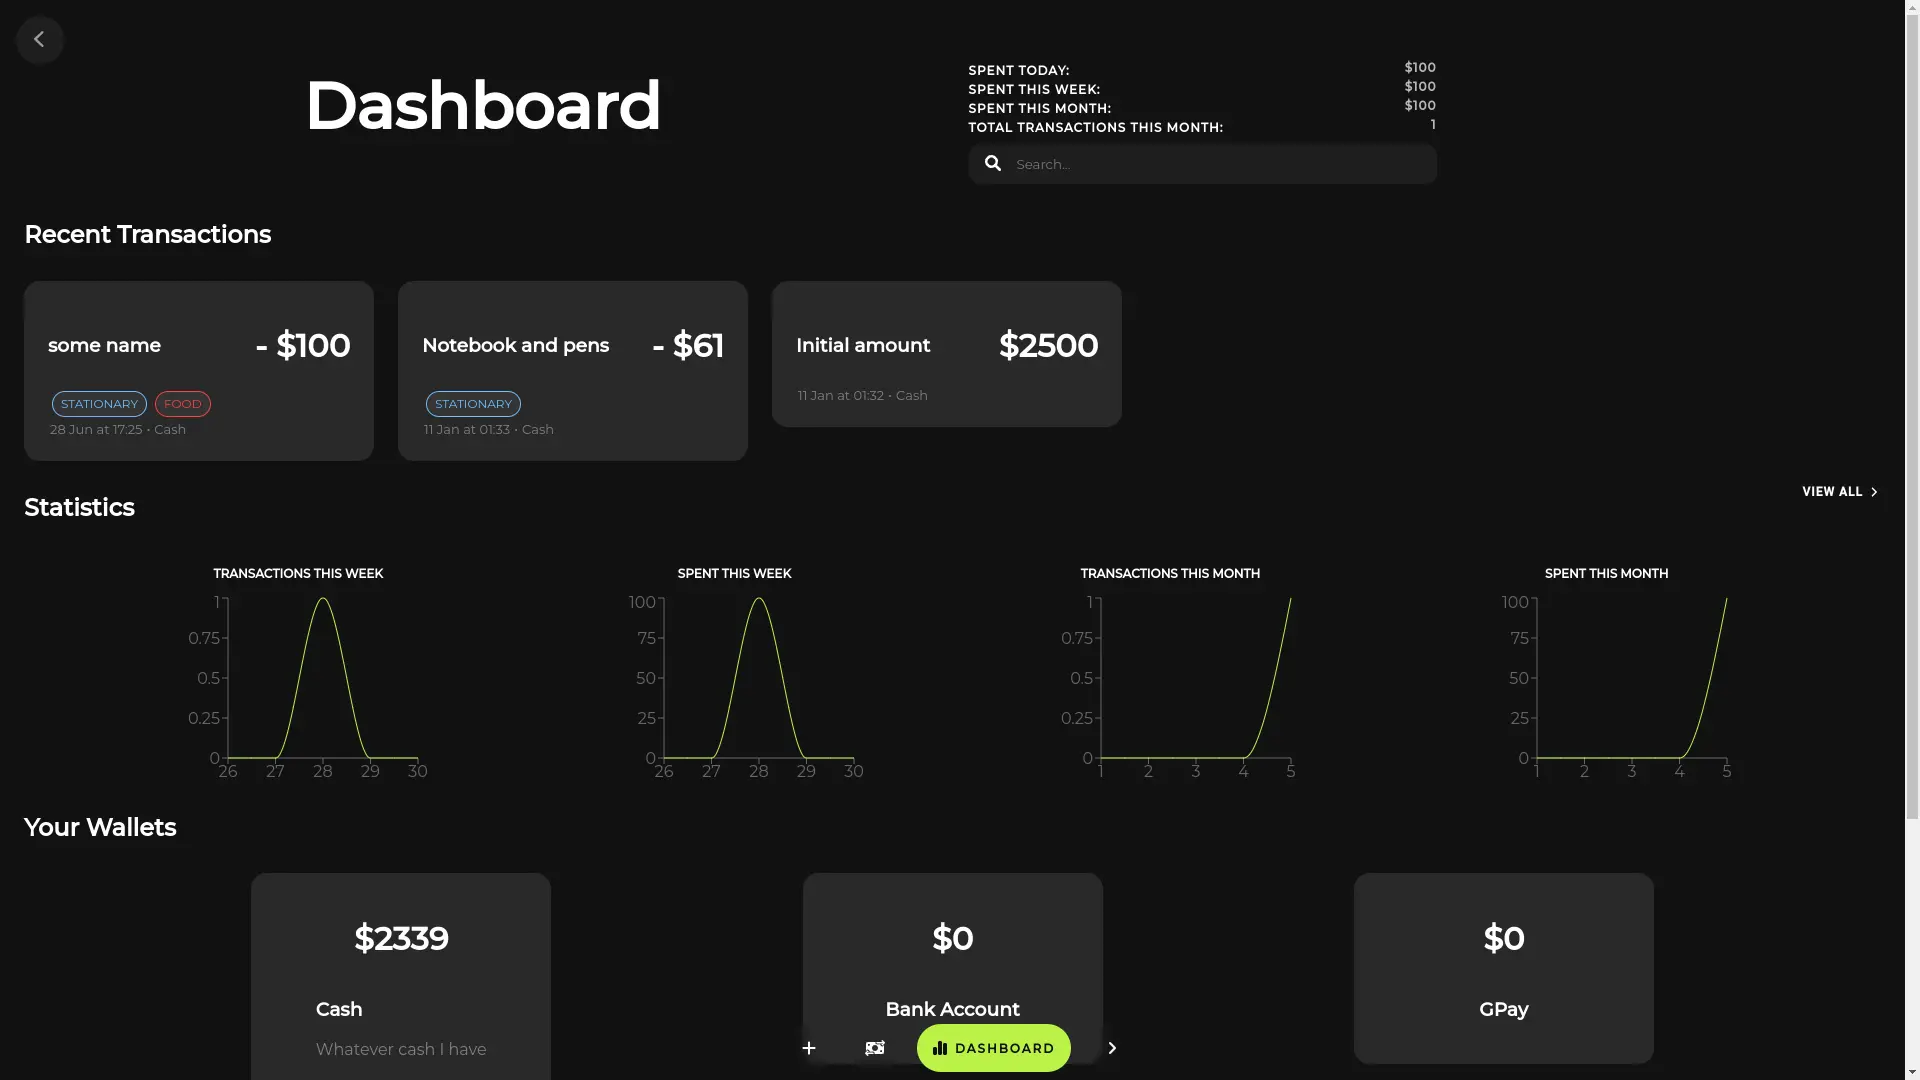 Dashboard
SPENT TODAY: $100
SPENT THIS WEEK: $100
SPENT THIS MONTH: $100
TOTAL TRANSACTIONS THIS MONTH: 1
Search...
Recent Transactions
some name - $100
STATIONARY FOOD
28 Jun at 17:25 • Cash
Notebook and pens - $61
STATIONARY
11 Jan at 01:33 • Cash
Initial amount $2500
11 Jan at 01:32 • Cash
Statistics
VIEW ALL
TRANSACTIONS THIS WEEK
1
0.75
0.5
0.25
0
26 27 28 29 30
SPENT THIS WEEK
100
75
50
25
0
26 27 28 29 30
TRANSACTIONS THIS MONTH
1
0.75
0.5
0.25
0
1 2 3 4 5
SPENT THIS MONTH
100
75
50
25
0
1 2 3 4 5
Your Wallets
$2339
Cash
Whatever cash I have
$0
Bank Account
$0
GPay
DASHBOARD